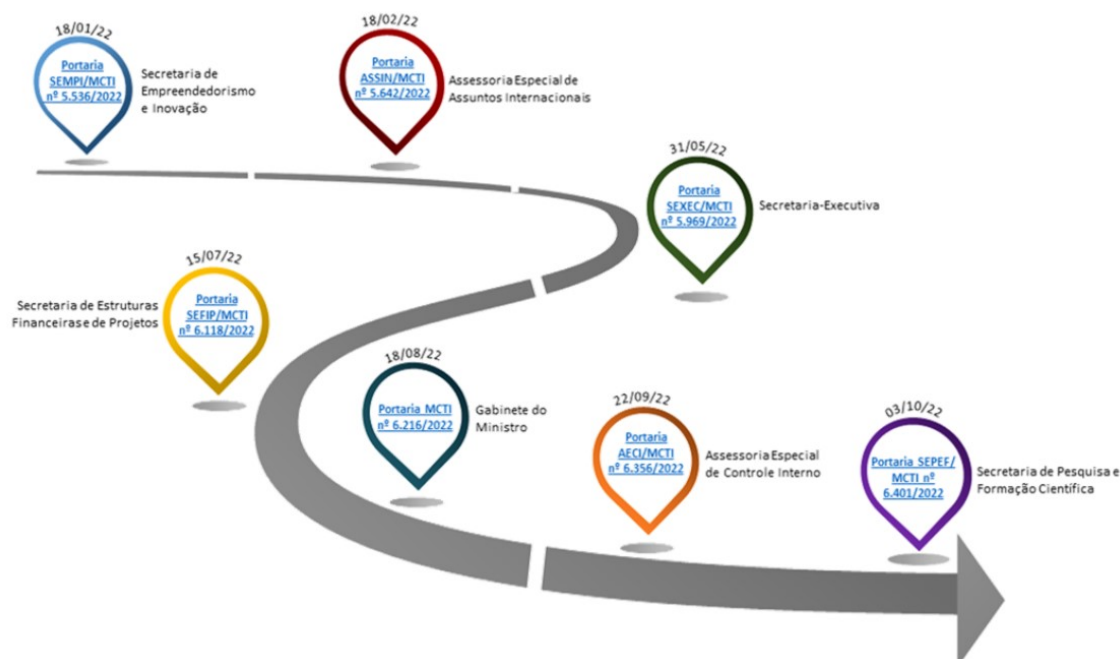 18/01/22
Portaria
SEMPI/MCTI
nº 5.536/2022
Secretaria de
Empreendedorismo
e Inovação
18/02/22
Portaria
ASSIN/MCTI
nº 5.642/2022
Assessoria Especial de
Assuntos Internacionais
31/05/22
Portaria
SEXEC/MCTI
nº 5.969/2022
Secretaria-Executiva
15/07/22
Secretaria de Estruturas
Financeiras e de Projetos
Portaria
SEFIP/MCTI
nº 6.118/2022
18/08/22
Portaria MCTI
nº 6.216/2022
Gabinete do
Ministro
22/09/22
Portaria
AECI/MCTI
nº 6.356/2022
Assessoria Especial
de Controle Interno
03/10/22
Portaria SEPEF/
MCTI nº
6.401/2022
Secretaria de Pesquisa e
Formação Científica